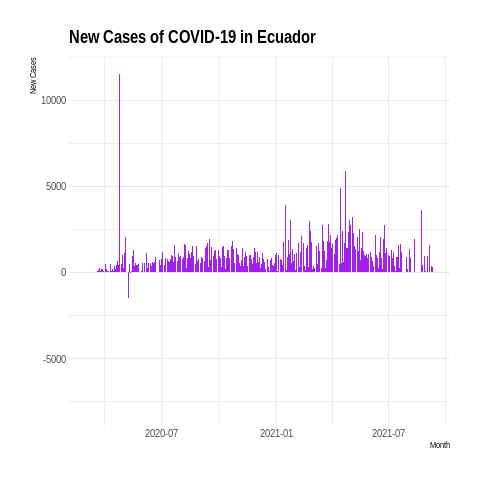 New Cases of COVID-19 in Ecuador
New Cases
10000
5000
0
-5000
2020-07
2021-01
2021-07
Month